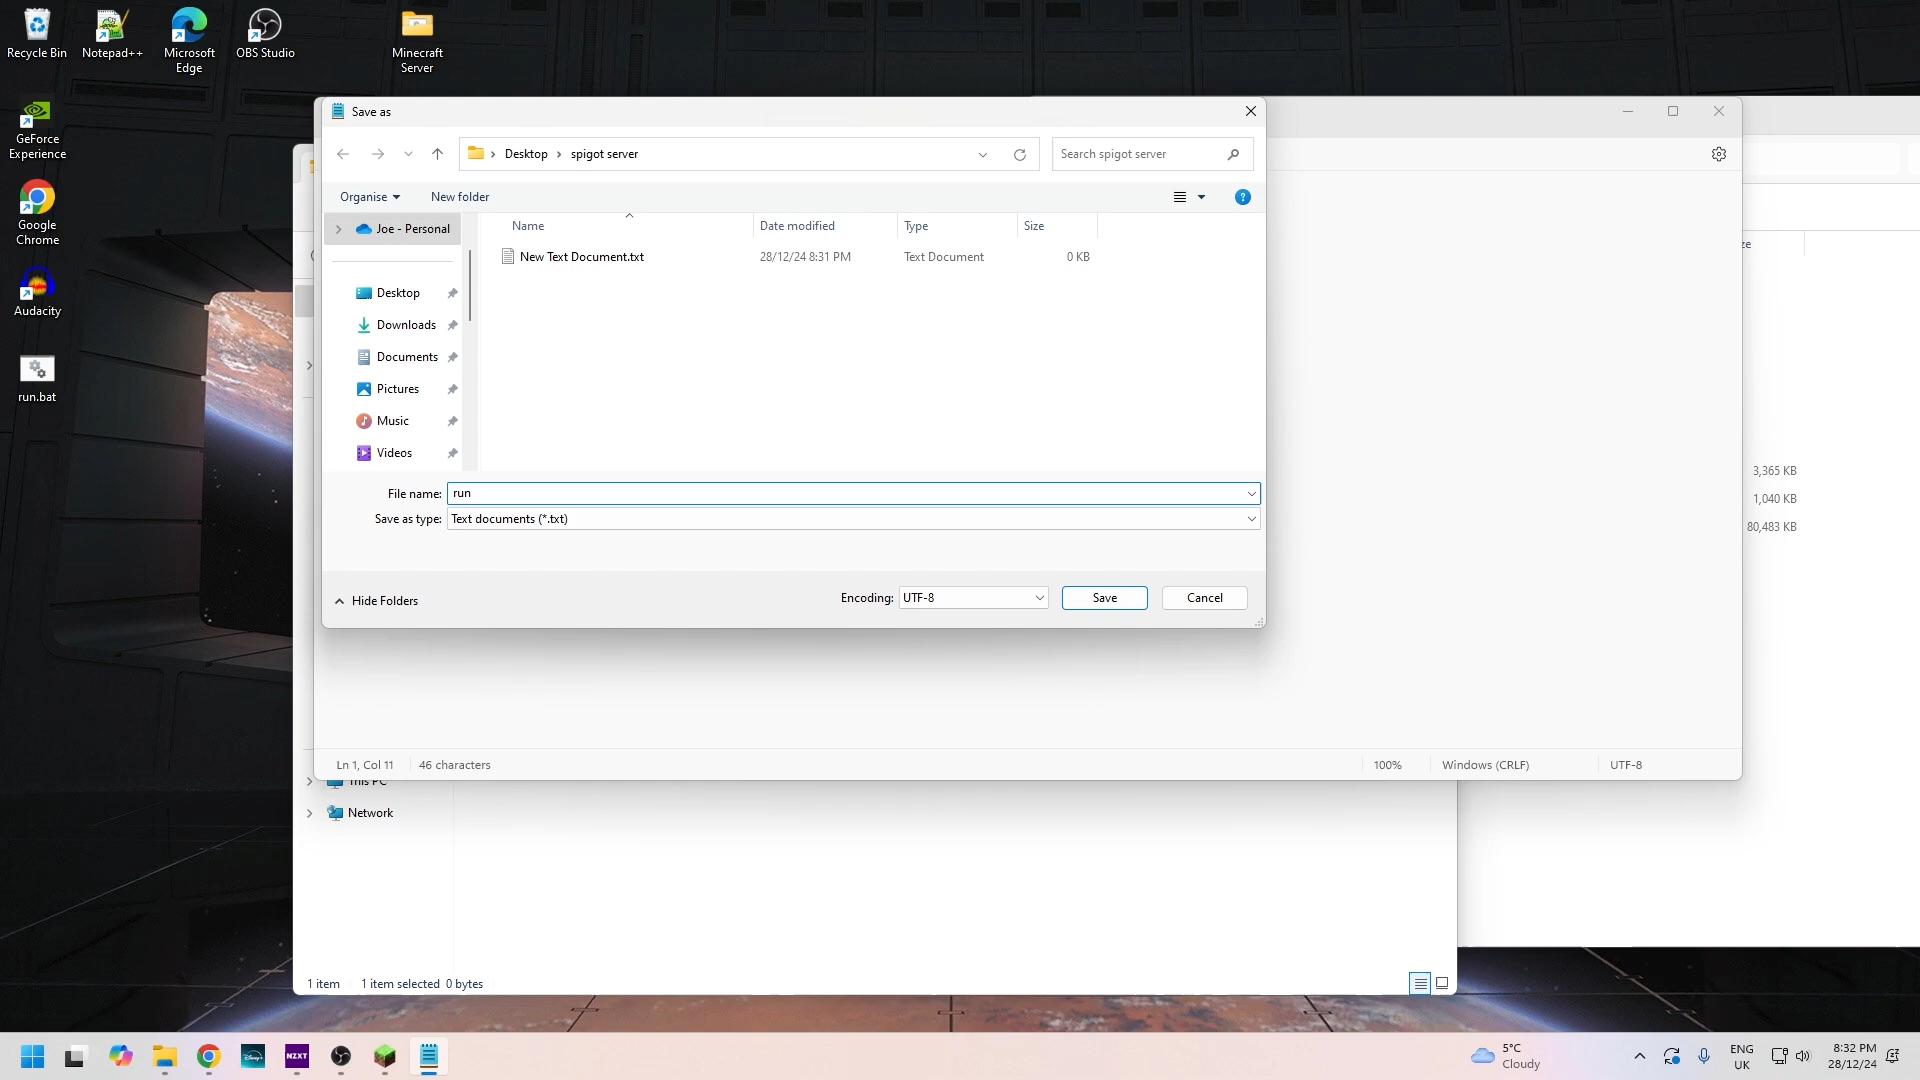 Recycle Bin
Notepad++
Microsoft
Edge
OBS Studio
Minecraft
Server
GeForce
Experience
Google
Chrome
Audacity
run.bat
Save as
Desktop
spigot server
Search spigot server
Organise
New folder
Joe - Personal
Desktop
Downloads
Documents
Pictures
Music
Videos
Name
Date modified
Type
Size
New Text Document.txt
28/12/24 8:31 PM
Text Document
0 KB
File name:
run
Save as type:
Text documents (*.txt)
Hide Folders
Encoding:
UTF-8
Save
Cancel
ze
3,365 KB
1,040 KB
80,483 KB
Ln 1, Col 11
46 characters
100%
Windows (CRLF)
UTF-8
This PC
Network
1 item
1 item selected 0 bytes
Disney+
NZXT
5°C
Cloudy
ENG
UK
8:32 PM
28/12/24